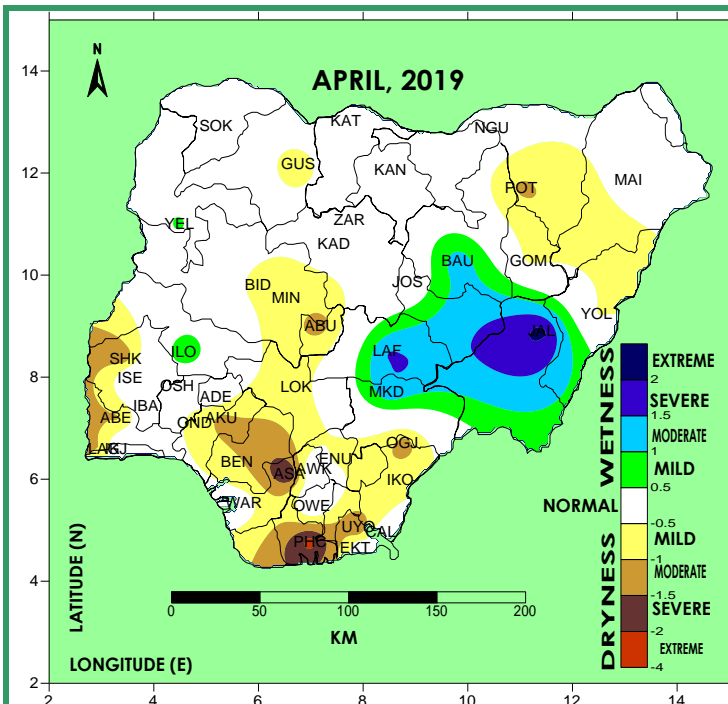 N
APRIL, 2019
14
12
10
8
6
4
2
SOK
KAT
NGU
GUS
KAN
POT
MAI
YEL
ZAR
KAD
BAU
GOM
JOS
BID
MIN
YOL
ABU
JAL
ILO
LAF
SHK
ISE
OSH
ADE
LOK
MKD
IBA
ABE
OND
AKU
OGJ
BEN
ENU
AWK
ASA
IKO
WAR
OWE
UYO
CAL
PHC
EKT
LATITUDE (N)
0 50 100 150 200
KM
LONGITUDE (E)
2 4 6 8 10 12 14
WETNESS
EXTREME
2
SEVERE
1.5
MODERATE
1
MILD
0.5
NORMAL
-0.5
MILD
-1
MODERATE
-1.5
SEVERE
-2
EXTREME
-4
DRYNESS